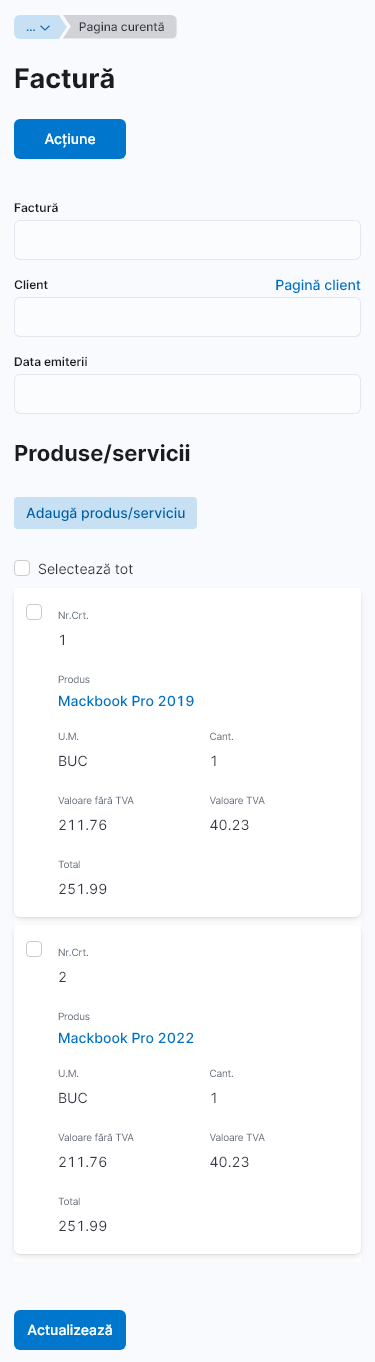 ...
Pagina curentă
Factură
Acțiune
Factură
Client
Pagină client
Data emiterii
Produse/servicii
Adaugă produs/serviciu
Selectează tot
Nr.Crt.
1
Produs
Mackbook Pro 2019
U.M.
Cant.
BUC
1
Valoare fără TVA
Valoare TVA
211.76
40.23
Total
251.99
Nr.Crt.
2
Produs
Mackbook Pro 2022
U.M.
Cant.
BUC
1
Valoare fără TVA
Valoare TVA
211.76
40.23
Total
251.99
Actualizează